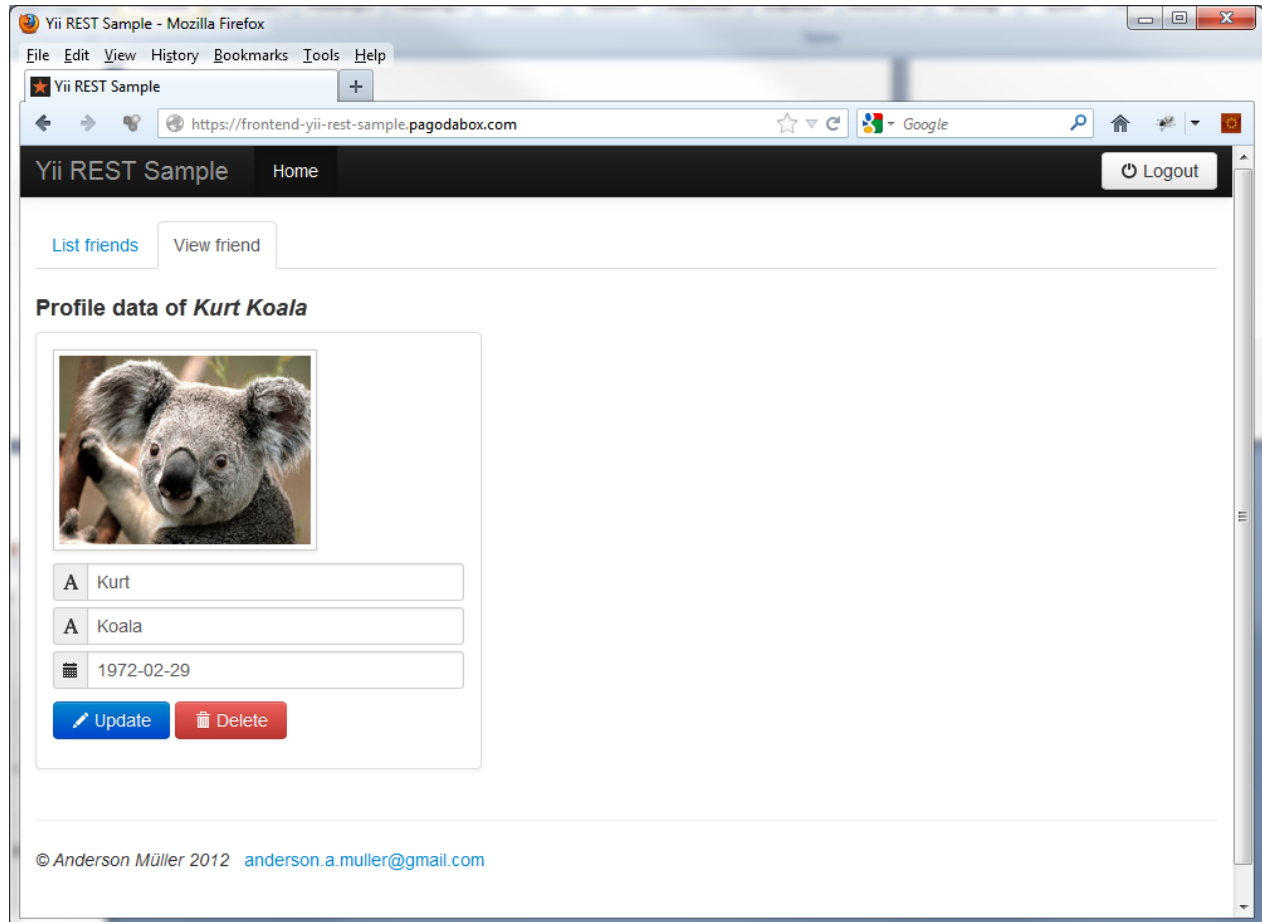 Yii REST Sample - Mozilla Firefox
File Edit View History Bookmarks Tools Help
Yii REST Sample +
https://frontend-yii-rest-sample.pagodabox.com Google
Yii REST Sample Home Logout
List friends View friend
Profile data of Kurt Koala
A Kurt
A Koala
1972-02-29
Update Delete
© Anderson Müller 2012 anderson.a.muller@gmail.com